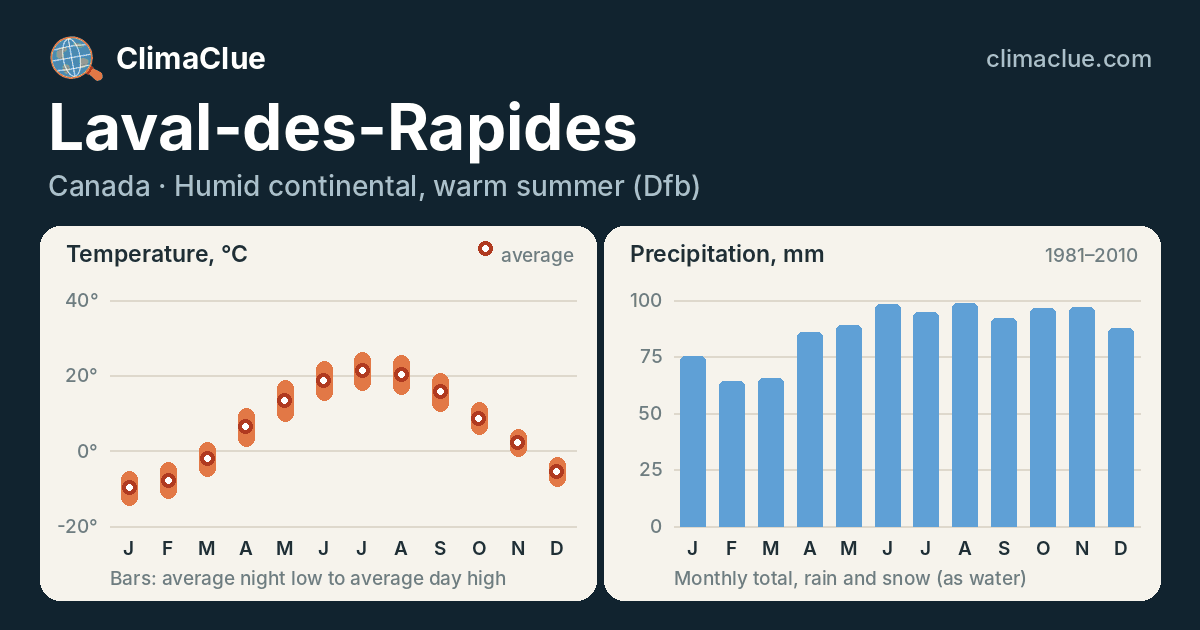 ClimaClue
climaclue.com
Laval-des-Rapides
Canada · Humid continental, warm summer (Dfb)
Temperature, °C
average
40°
20°
0°
-20°
J F M A M J J A S O N D
Bars: average night low to average day high
Precipitation, mm
1981–2010
100
75
50
25
0
J F M A M J J A S O N D
Monthly total, rain and snow (as water)